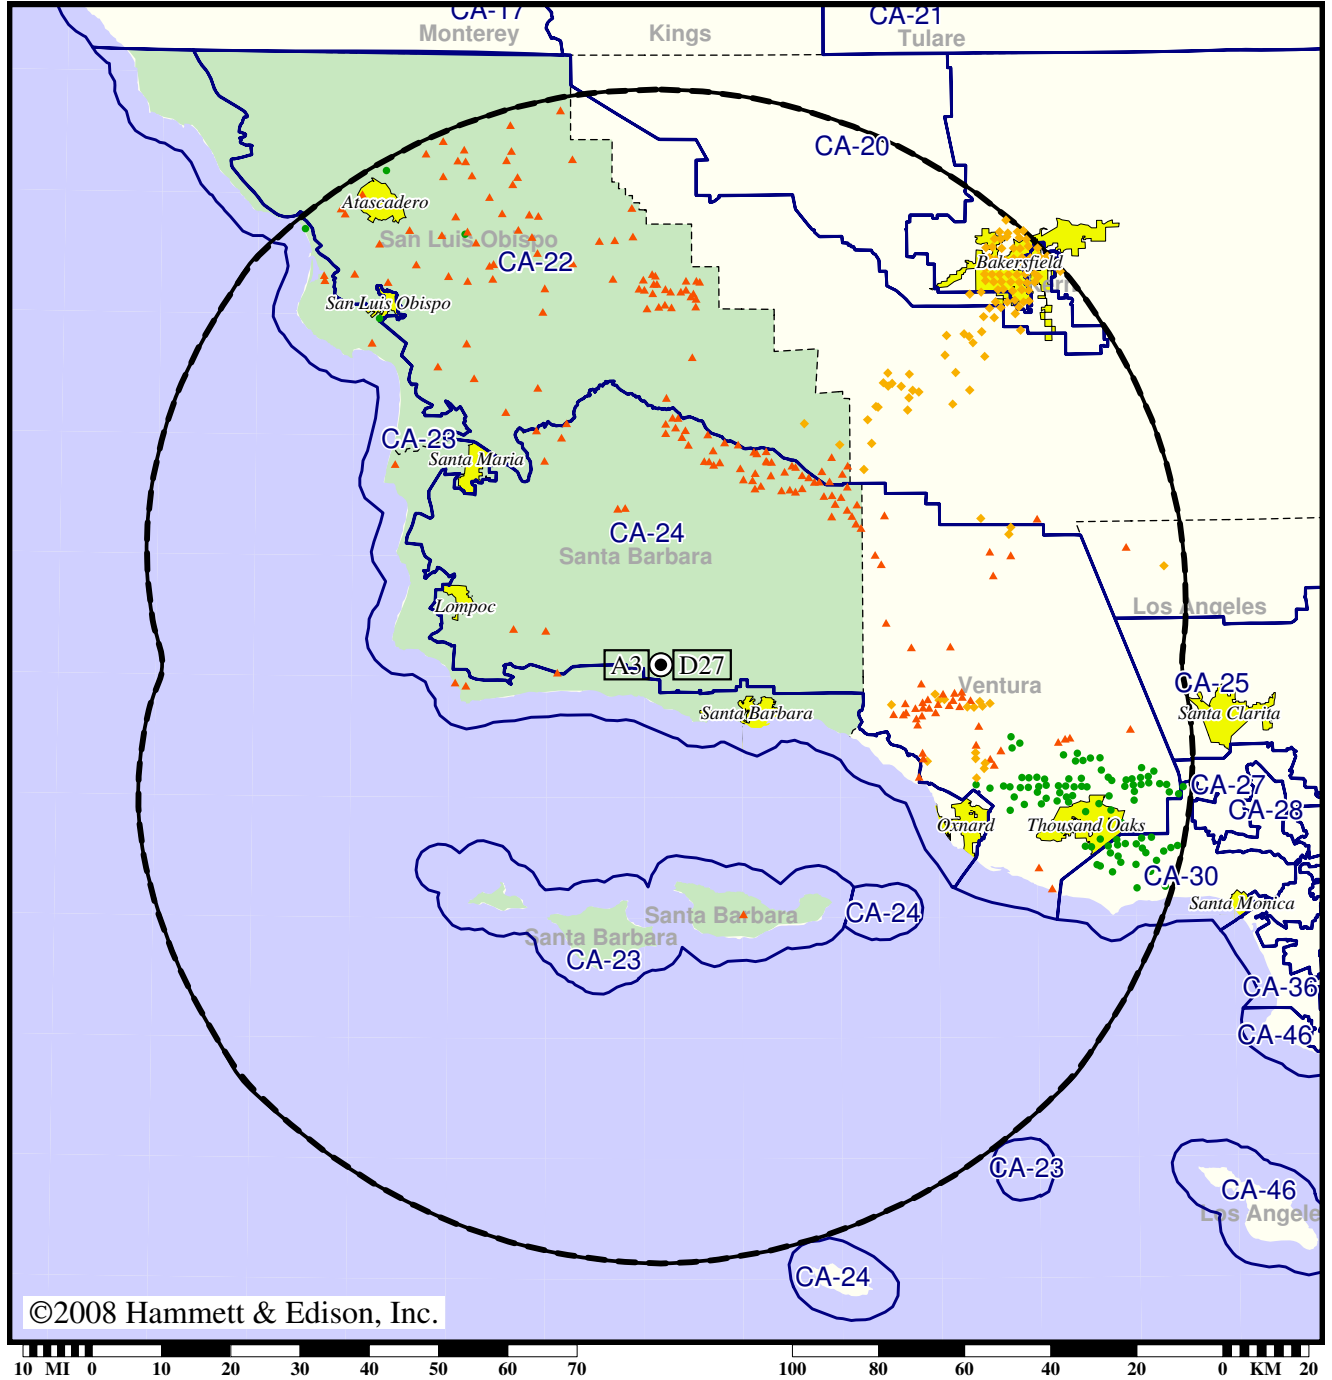 CA-17
CA-21
Monterey
Kings
Tulare
CA-20
Atascadero
San Luis Obispo
CA-22
Bakersfield
Kern
San Luis Obispo
CA-23
Santa Maria
CA-24
Santa Barbara
Lompoc
Los Angeles
A3
D27
Ventura
CA-25
Santa Barbara
Santa Clarita
CA-27
CA-28
Oxnard
Thousand Oaks
CA-30
Santa Monica
Santa Barbara
CA-24
Santa Barbara
CA-23
CA-36
CA-46
CA-23
CA-46
Los Angele
CA-24
©2008 Hammett & Edison, Inc.
10 MI 0 10 20 30 40 50 60 70 100 80 60 40 20 0 KM 20